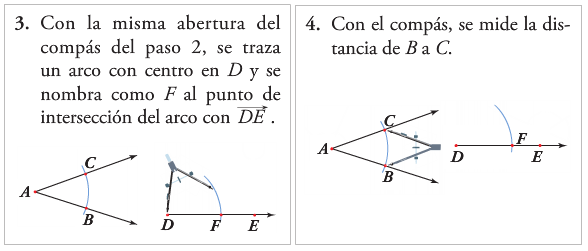 3. Con la misma abertura del
compás del paso 2, se traza
un arco con centro en D y se
nombra como F al punto de
intersección del arco con DE⃗ .
C
A
B
D
F
E
4. Con el compás, se mide la dis-
tancia de B a C.
C
A
B
D
F
E